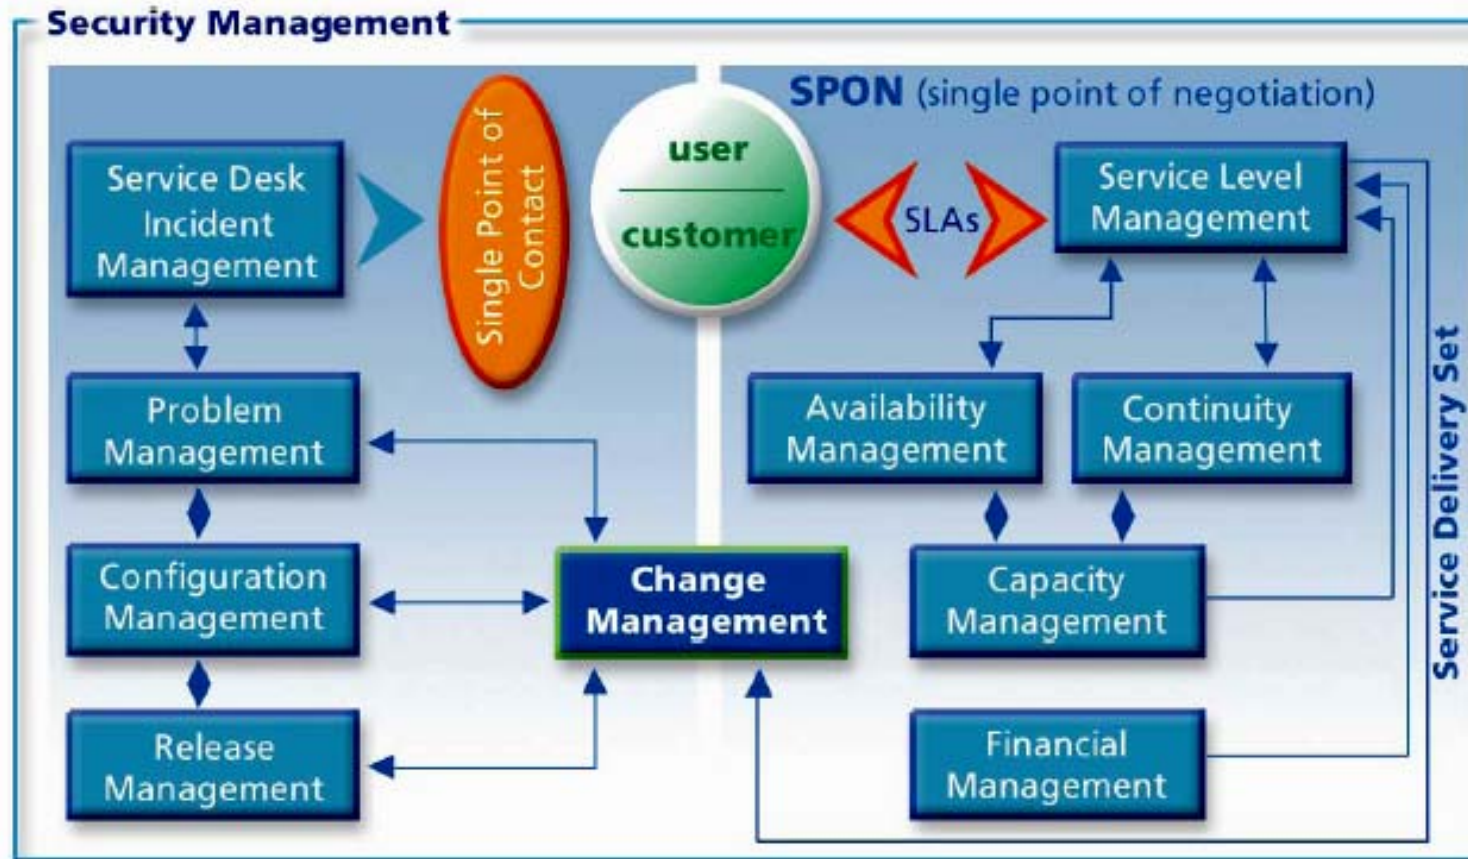 Security Management
SPON (single point of negotiation)
Service Desk
Incident
Management
Single Point of
Contact
user
customer
SLAs
Service Level
Management
Problem
Management
Availability
Management
Continuity
Management
Service Delivery Set
Configuration
Management
Change
Management
Capacity
Management
Release
Management
Financial
Management